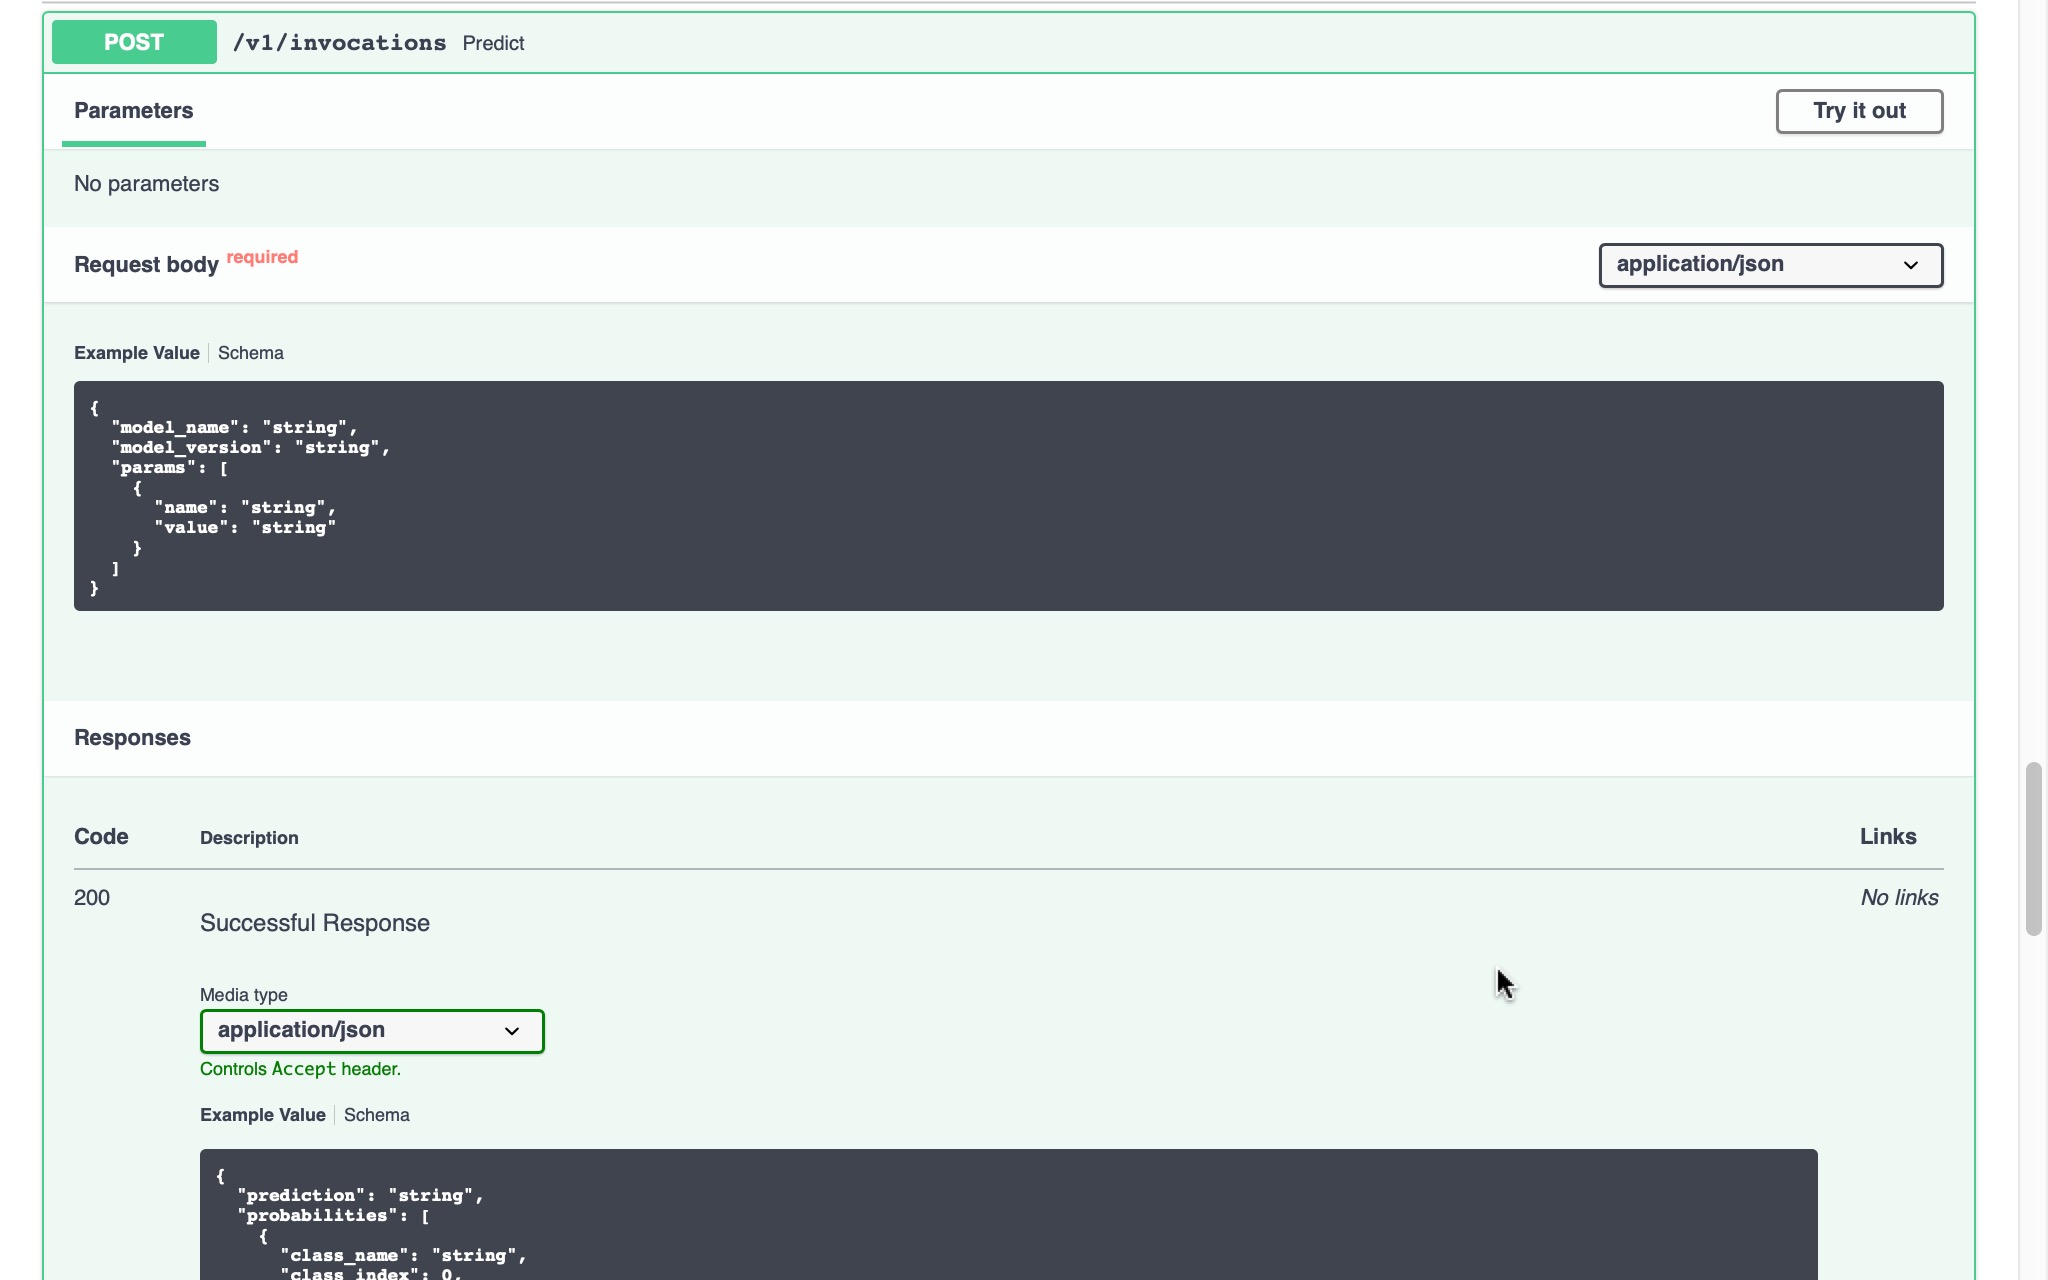 POST /v1/invocations Predict
Parameters
Try it out
No parameters
Request body required
application/json
Example Value Schema
{
  "model_name": "string",
  "model_version": "string",
  "params": [
    {
      "name": "string",
      "value": "string"
    }
  ]
}
Responses
Code Description Links
200
Successful Response
No links
Media type
application/json
Controls Accept header.
Example Value Schema
{
  "prediction": "string",
  "probabilities": [
    {
      "class_name": "string",
      "class_index": 0,